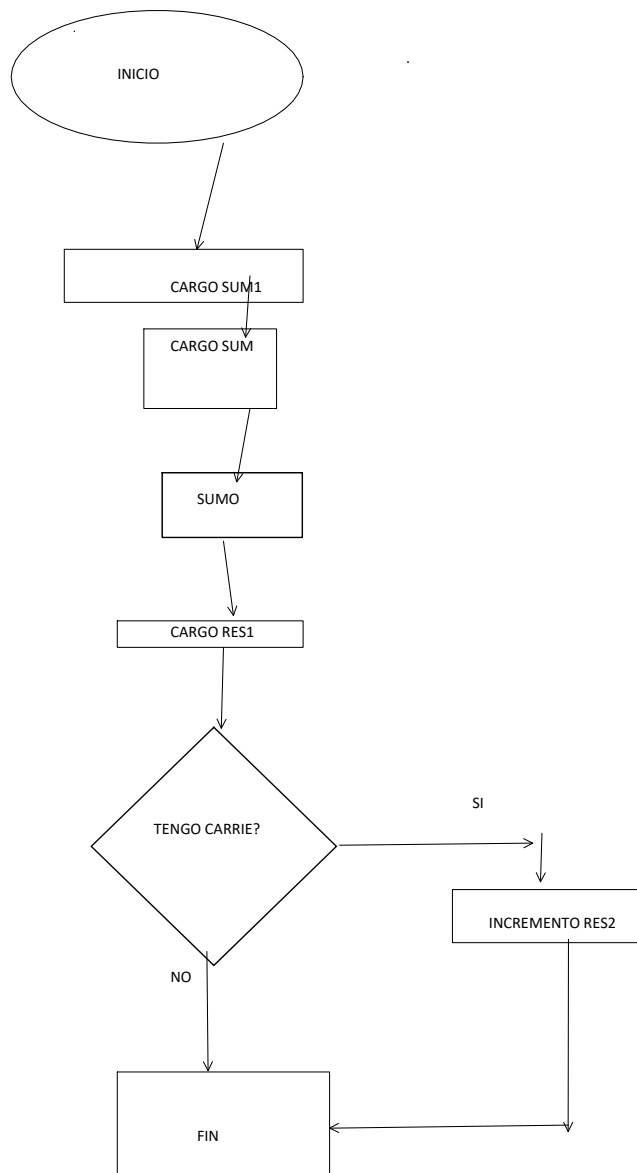 INICIO
CARGO SUM1
CARGO SUM
SUMO
CARGO RES1
TENGO CARRIE?
SI
INCREMENTO RES2
NO
FIN